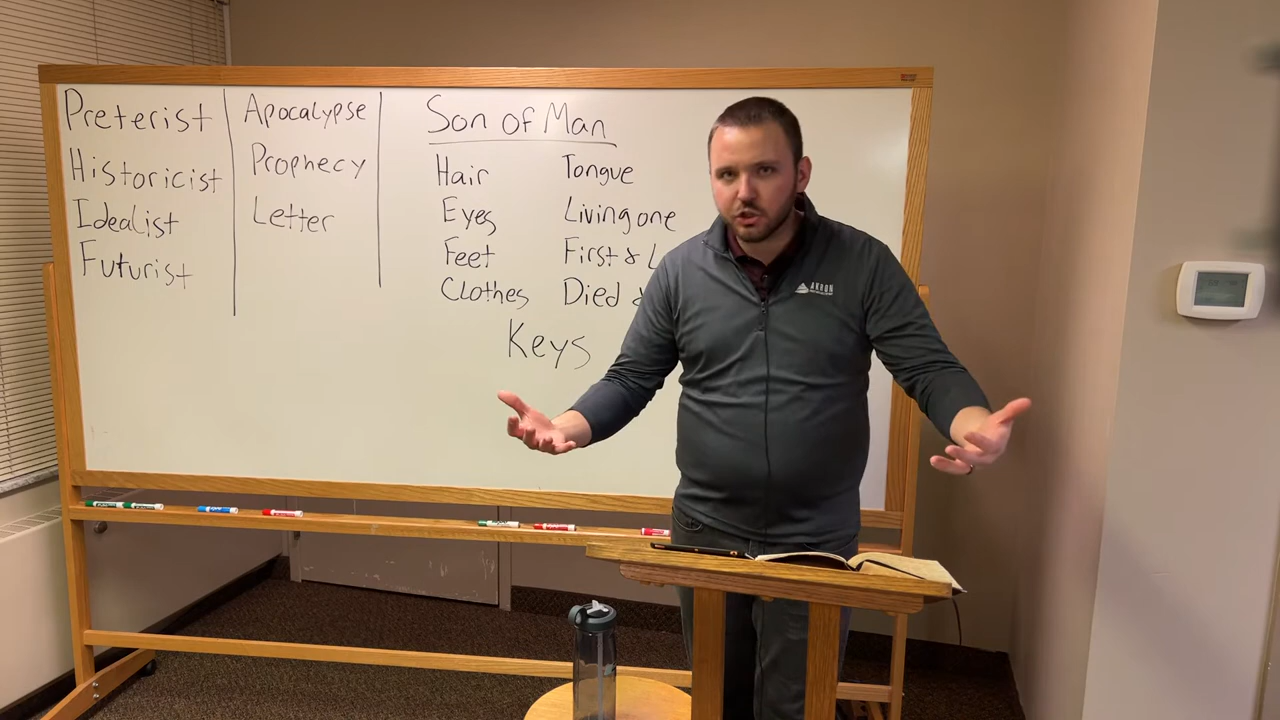 Preterist
Historicist
Idealist
Futurist
Apocalypse
Prophecy
Letter
Son of Man
Hair
Eyes
Feet
Clothes
Tongue
Living one
First & L
Died &
Keys
AKRON